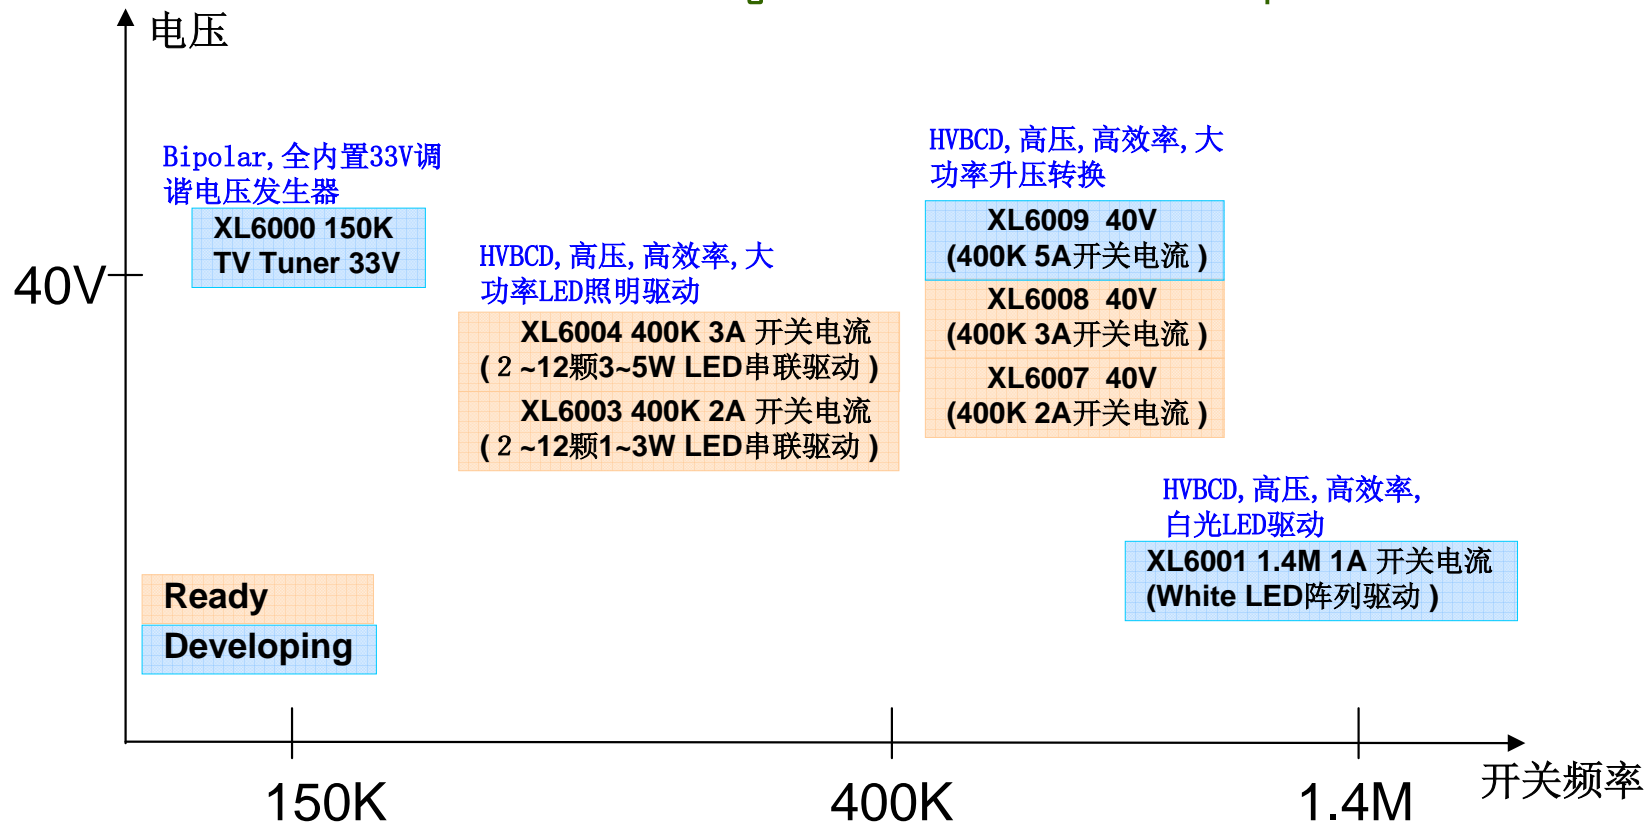 电压
Bipolar,全内置33V调
谐电压发生器
XL6000 150K
TV Tuner 33V
40V
HVBCD,高压,高效率,大
功率LED照明驱动
XL6004 400K 3A 开关电流
(2~12颗3~5W LED串联驱动)
XL6003 400K 2A 开关电流
(2~12颗1~3W LED串联驱动)
HVBCD,高压,高效率,大
功率升压转换
XL6009 40V
(400K 5A开关电流)
XL6008 40V
(400K 3A开关电流)
XL6007 40V
(400K 2A开关电流)
HVBCD,高压,高效率,
白光LED驱动
XL6001 1.4M 1A 开关电流
(White LED阵列驱动)
Ready
Developing
150K
400K
1.4M
开关频率